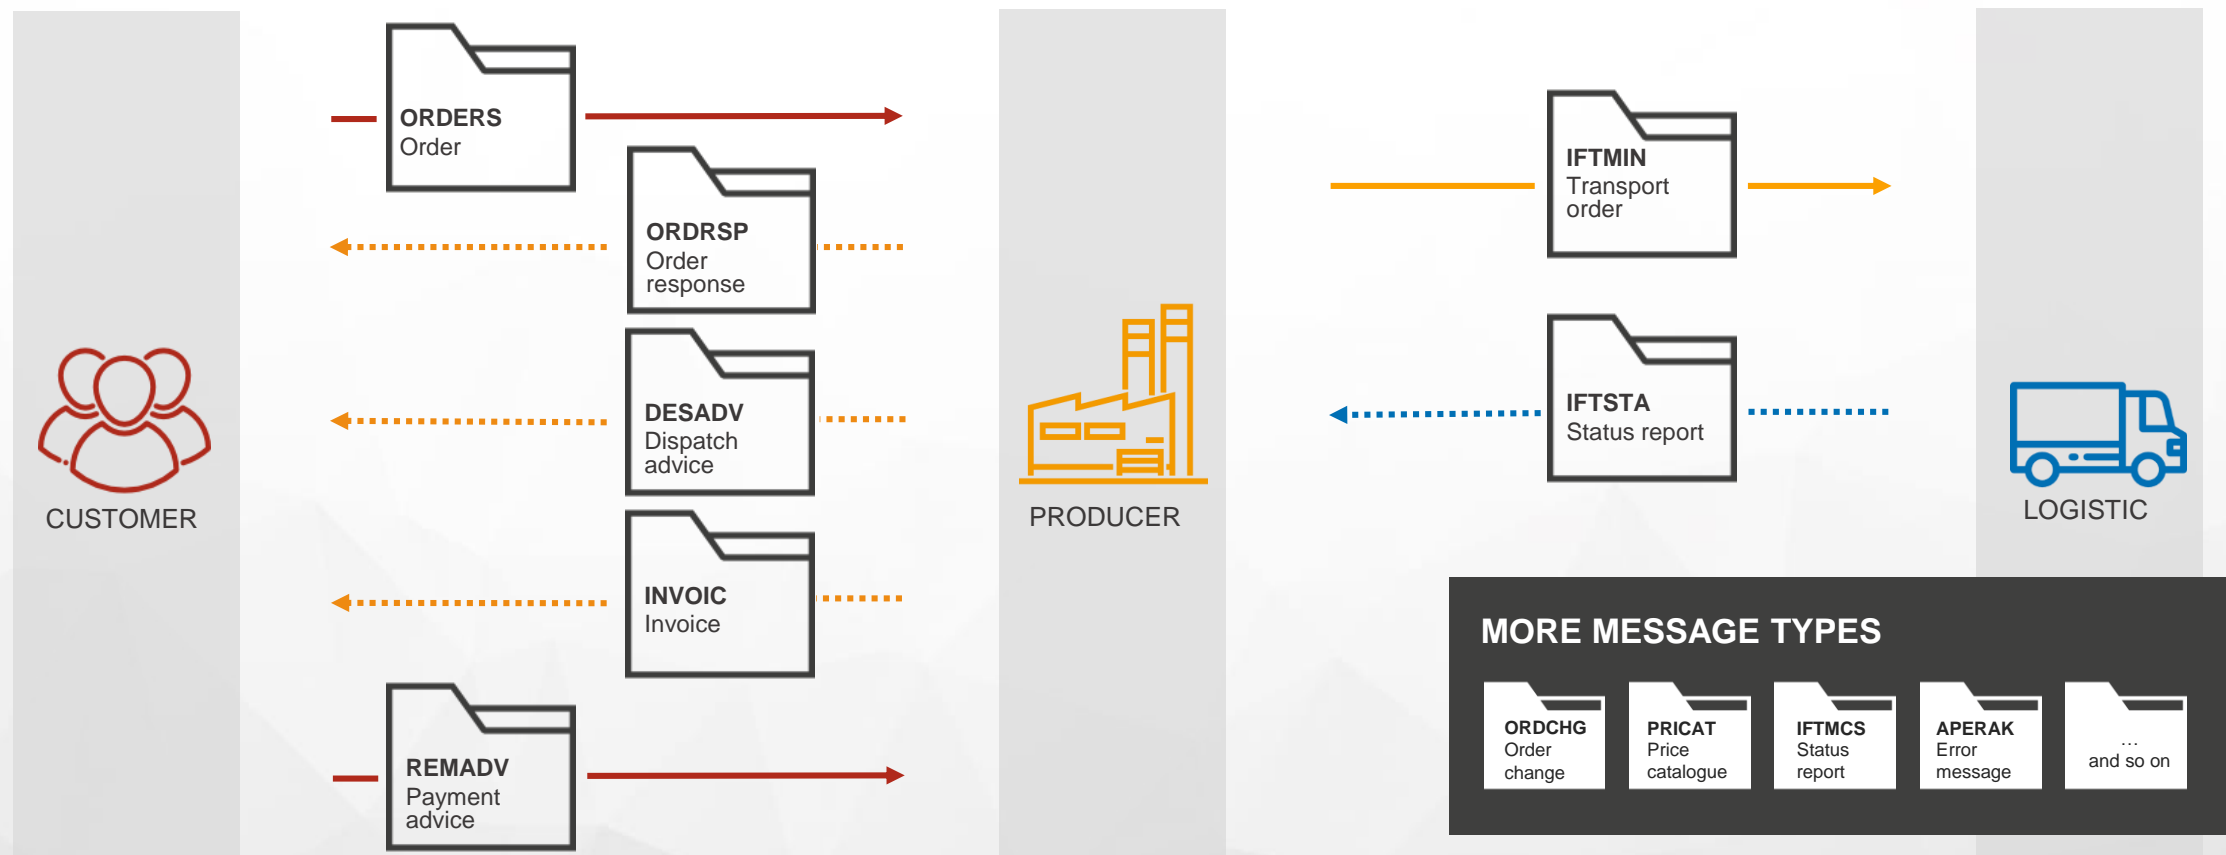 ORDERS
Order
ORDRSP
Order
response
DESADV
Dispatch
advice
INVOIC
Invoice
REMADV
Payment
advice
CUSTOMER
PRODUCER
IFTMIN
Transport
order
IFTSTA
Status report
LOGISTIC
MORE MESSAGE TYPES
ORDCHG
Order
change
PRICAT
Price
catalogue
IFTMCS
Status
report
APERAK
Error
message
...
and so on